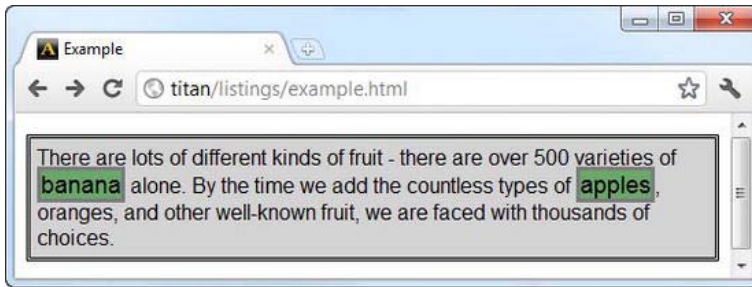 Example
titan/listings/example.html
There are lots of different kinds of fruit - there are over 500 varieties of
banana alone. By the time we add the countless types of apples,
oranges, and other well-known fruit, we are faced with thousands of
choices.